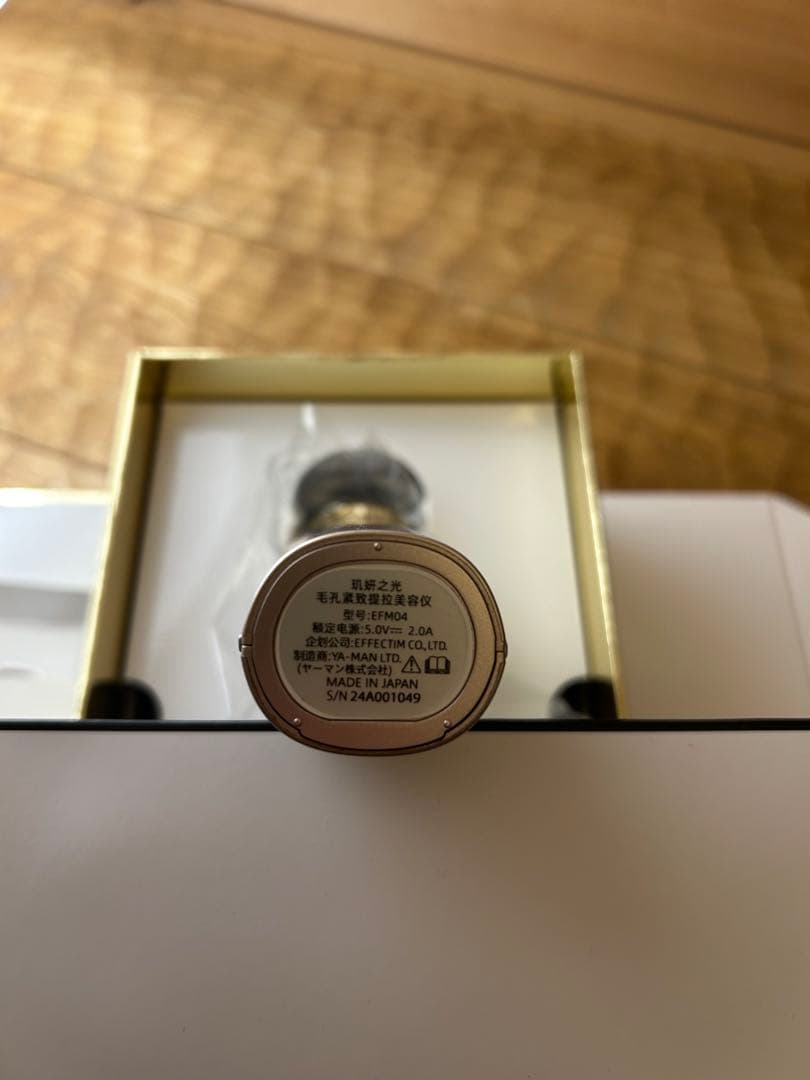 玑妍之光
毛孔紧致提拉美容仪
型号:EFM04
额定电源:5.0V⎓ 2.0A
企划公司:EFFECTIM CO.,LTD.
制造商:YA-MAN LTD.
(ヤーマン株式会社)
MADE IN JAPAN
S/N 24A001049